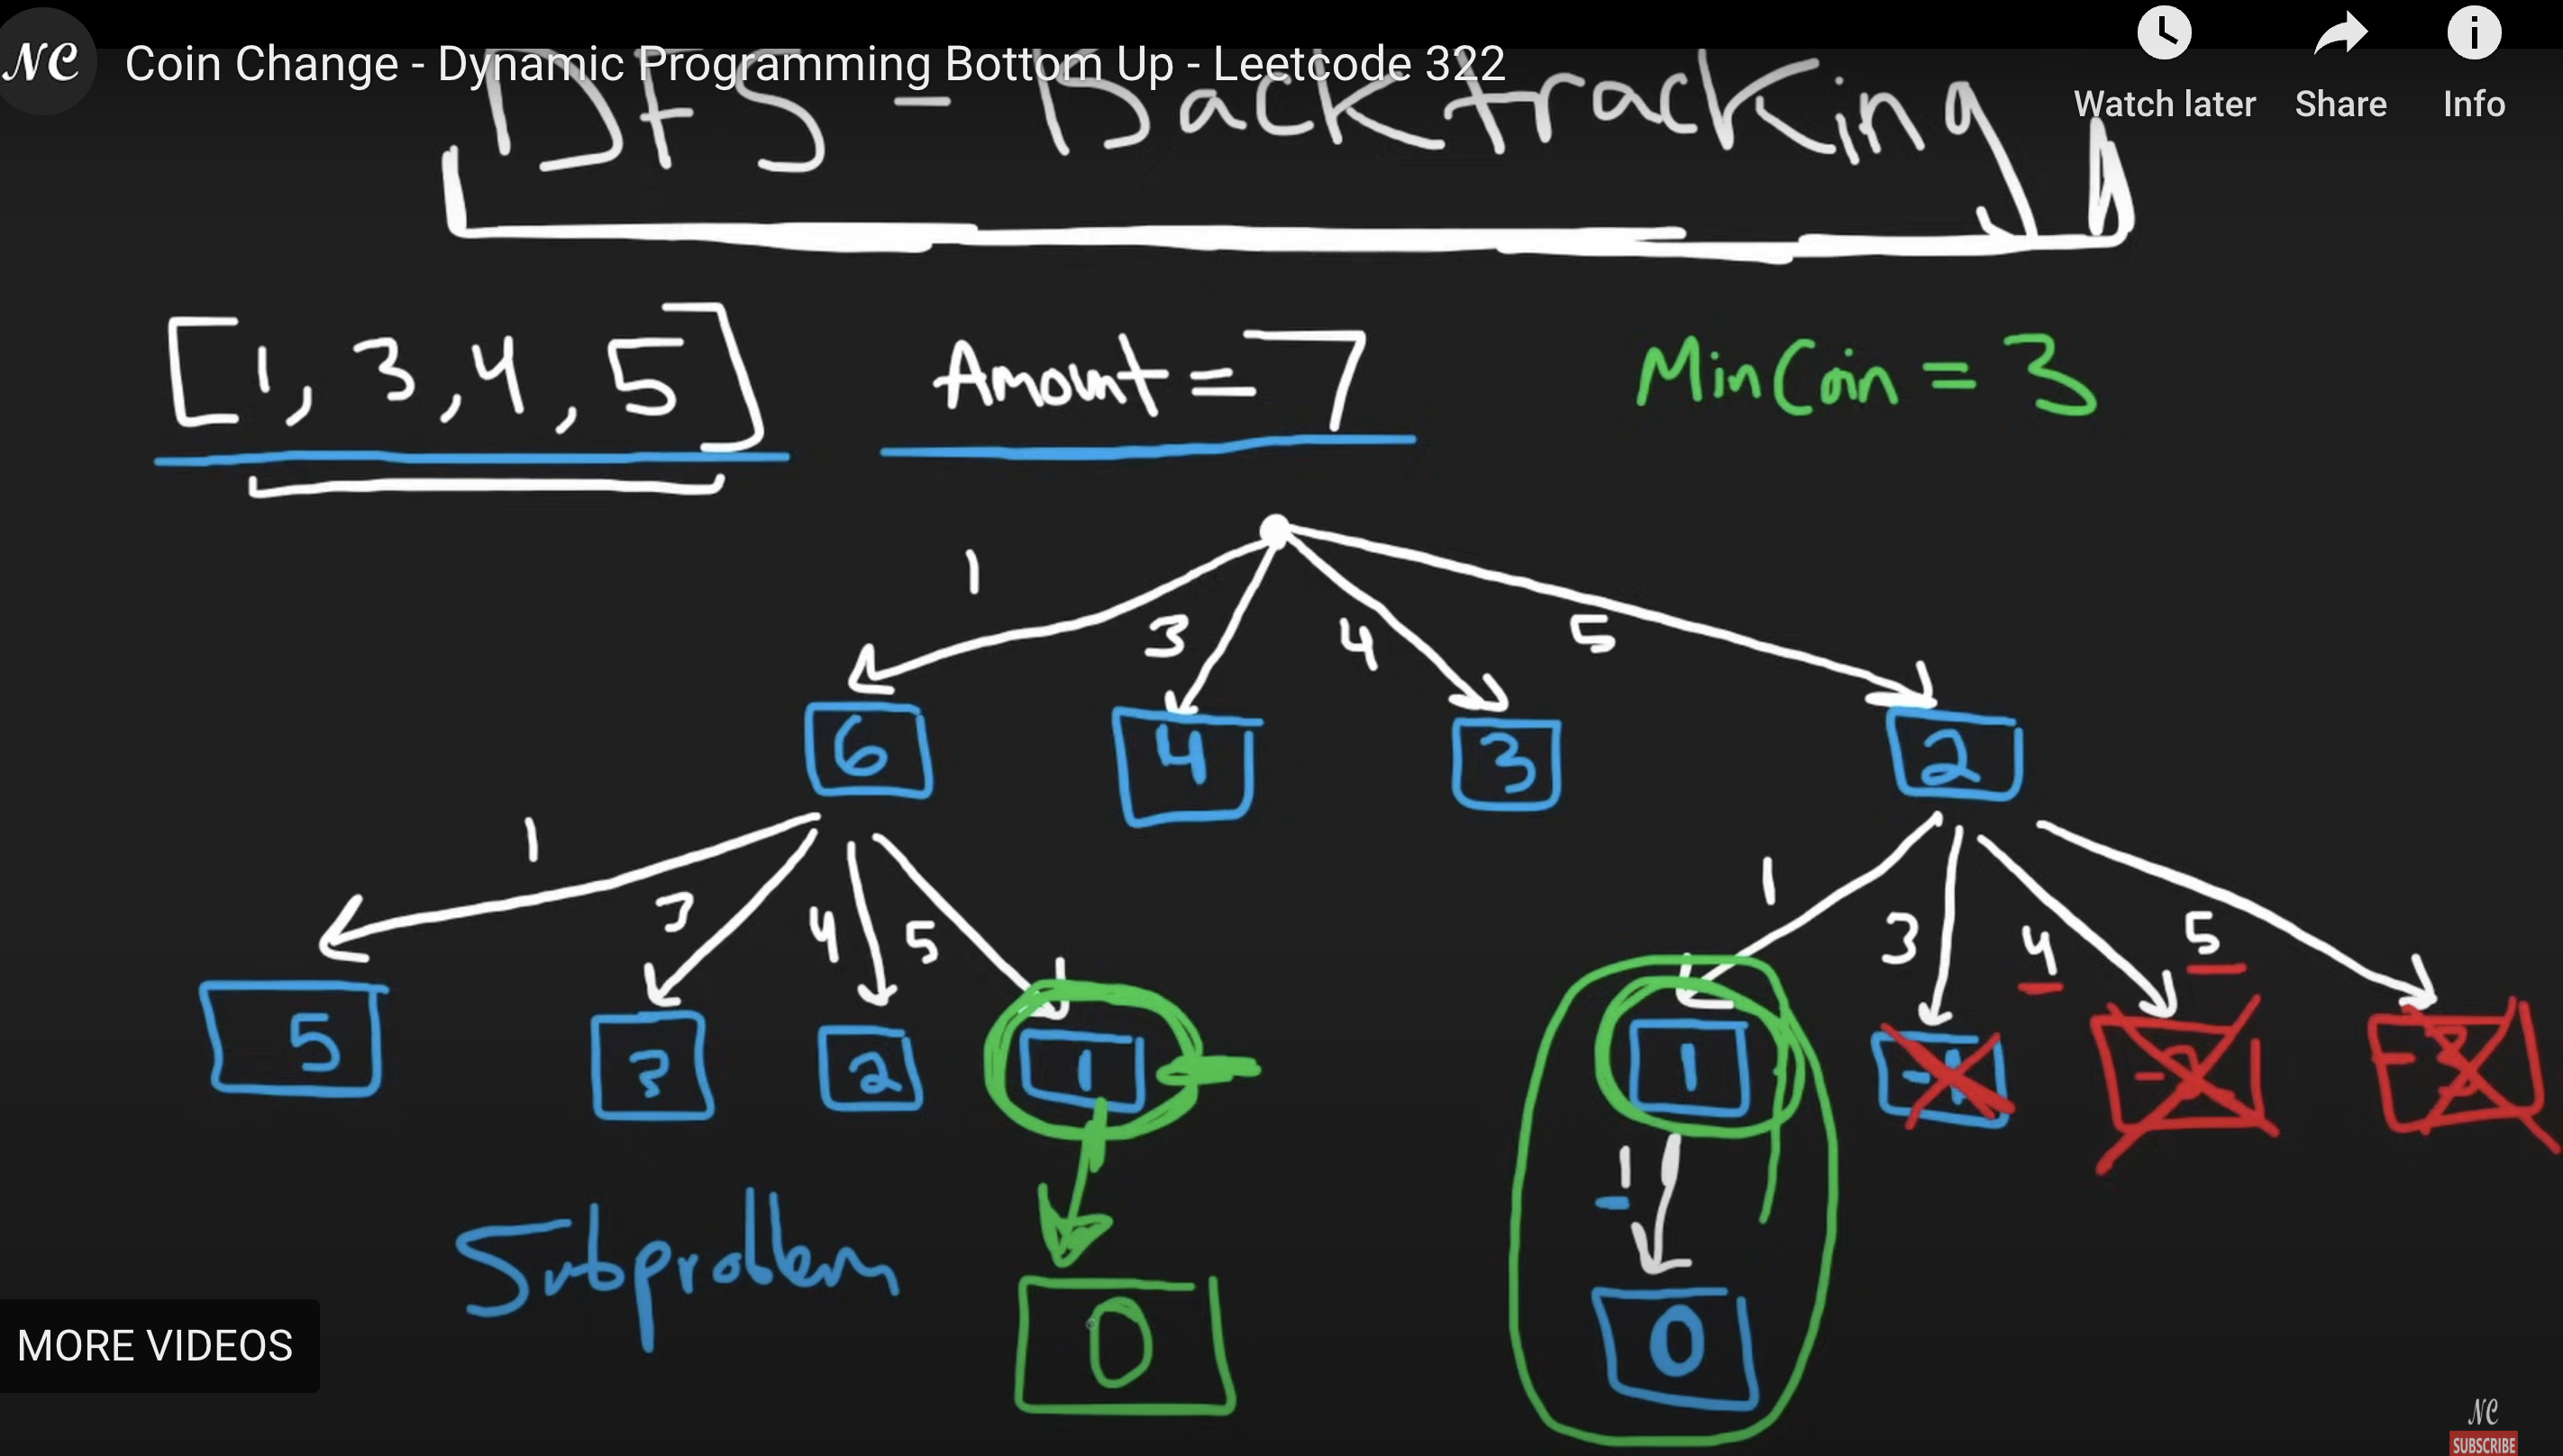 NC Coin Change - Dynamic Programming Bottom Up - Leetcode 322
Watch later Share Info
DFS - Backtracking
[1, 3, 4, 5] Amount = 7 MinCoin = 3
1 3 4 5
6 4 3 2
1 3 4 5 1 3 4 5
5 3 2 1 1 -1 -2 -3
1
Subproblem
0 0
MORE VIDEOS
NC
SUBSCRIBE